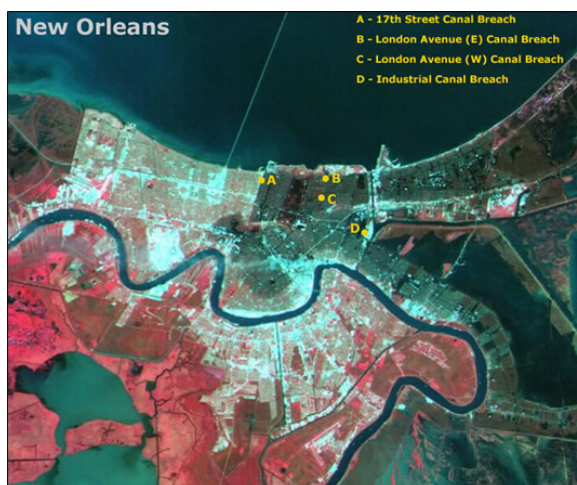 New Orleans
A - 17th Street Canal Breach
B - London Avenue (E) Canal Breach
C - London Avenue (W) Canal Breach
D - Industrial Canal Breach
A
B
C
D